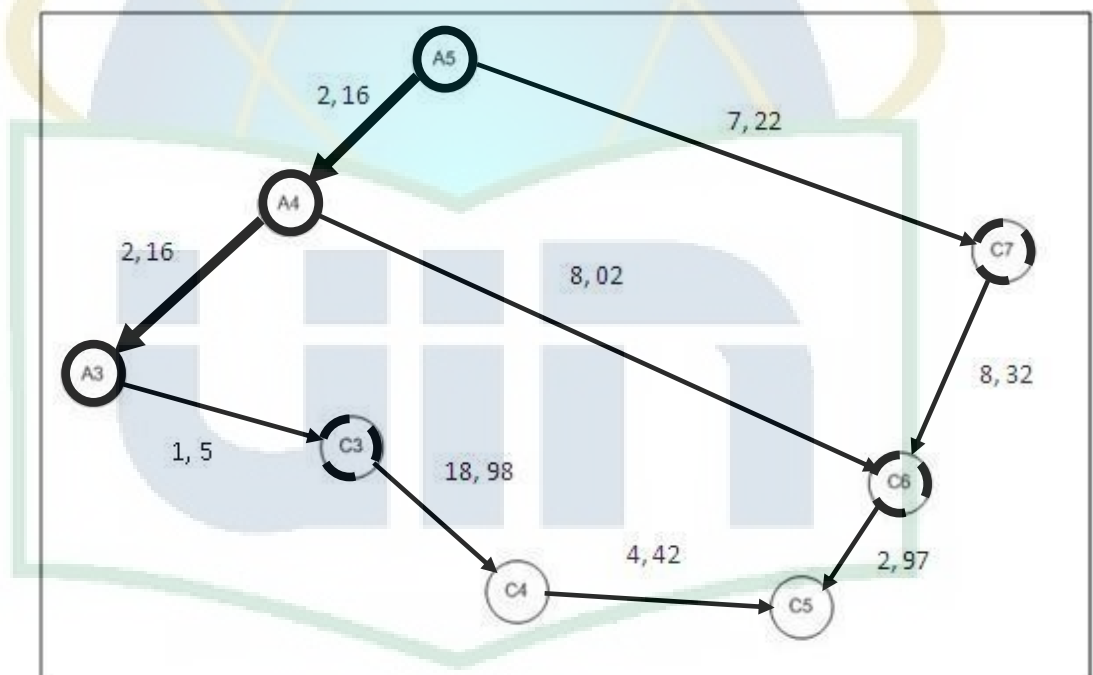 A5
2, 16
7, 22
A4
2, 16
C7
8, 02
A3
8, 32
C3
1, 5
18, 98
C6
4, 42
2, 97
C4
C5
uin